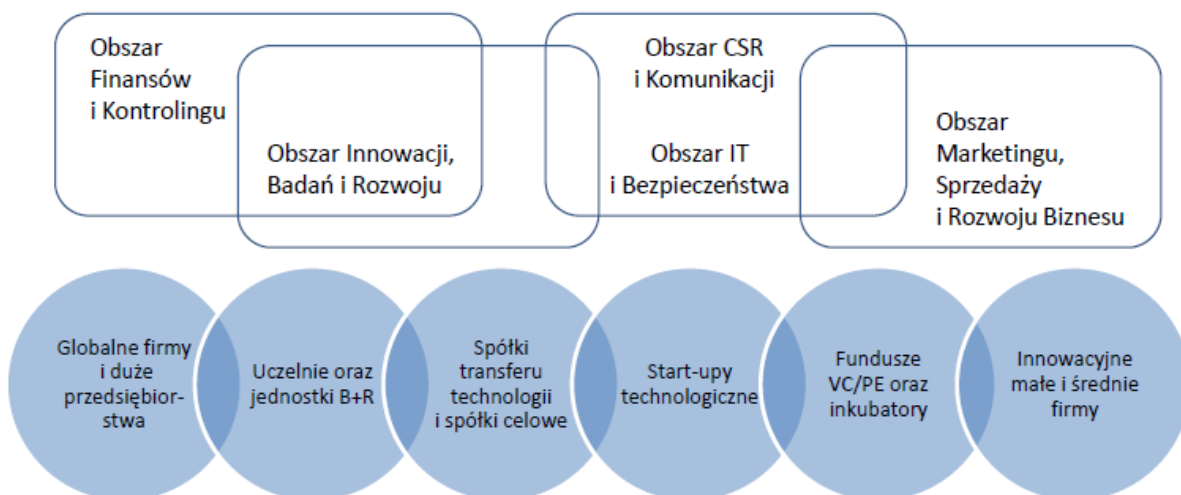 Obszar
Finansów
i Kontrolingu
Obszar Innowacji,
Badań i Rozwoju
Obszar CSR
i Komunikacji
Obszar IT
i Bezpieczeństwa
Obszar
Marketingu,
Sprzedaży
i Rozwoju Biznesu
Globalne firmy
i duże
przedsiębior-
stwa
Uczelnie oraz
jednostki B+R
Spółki
transferu
technologii
i spółki celowe
Start-upy
technologiczne
Fundusze
VC/PE oraz
inkubatory
Innowacyjne
małe i średnie
firmy